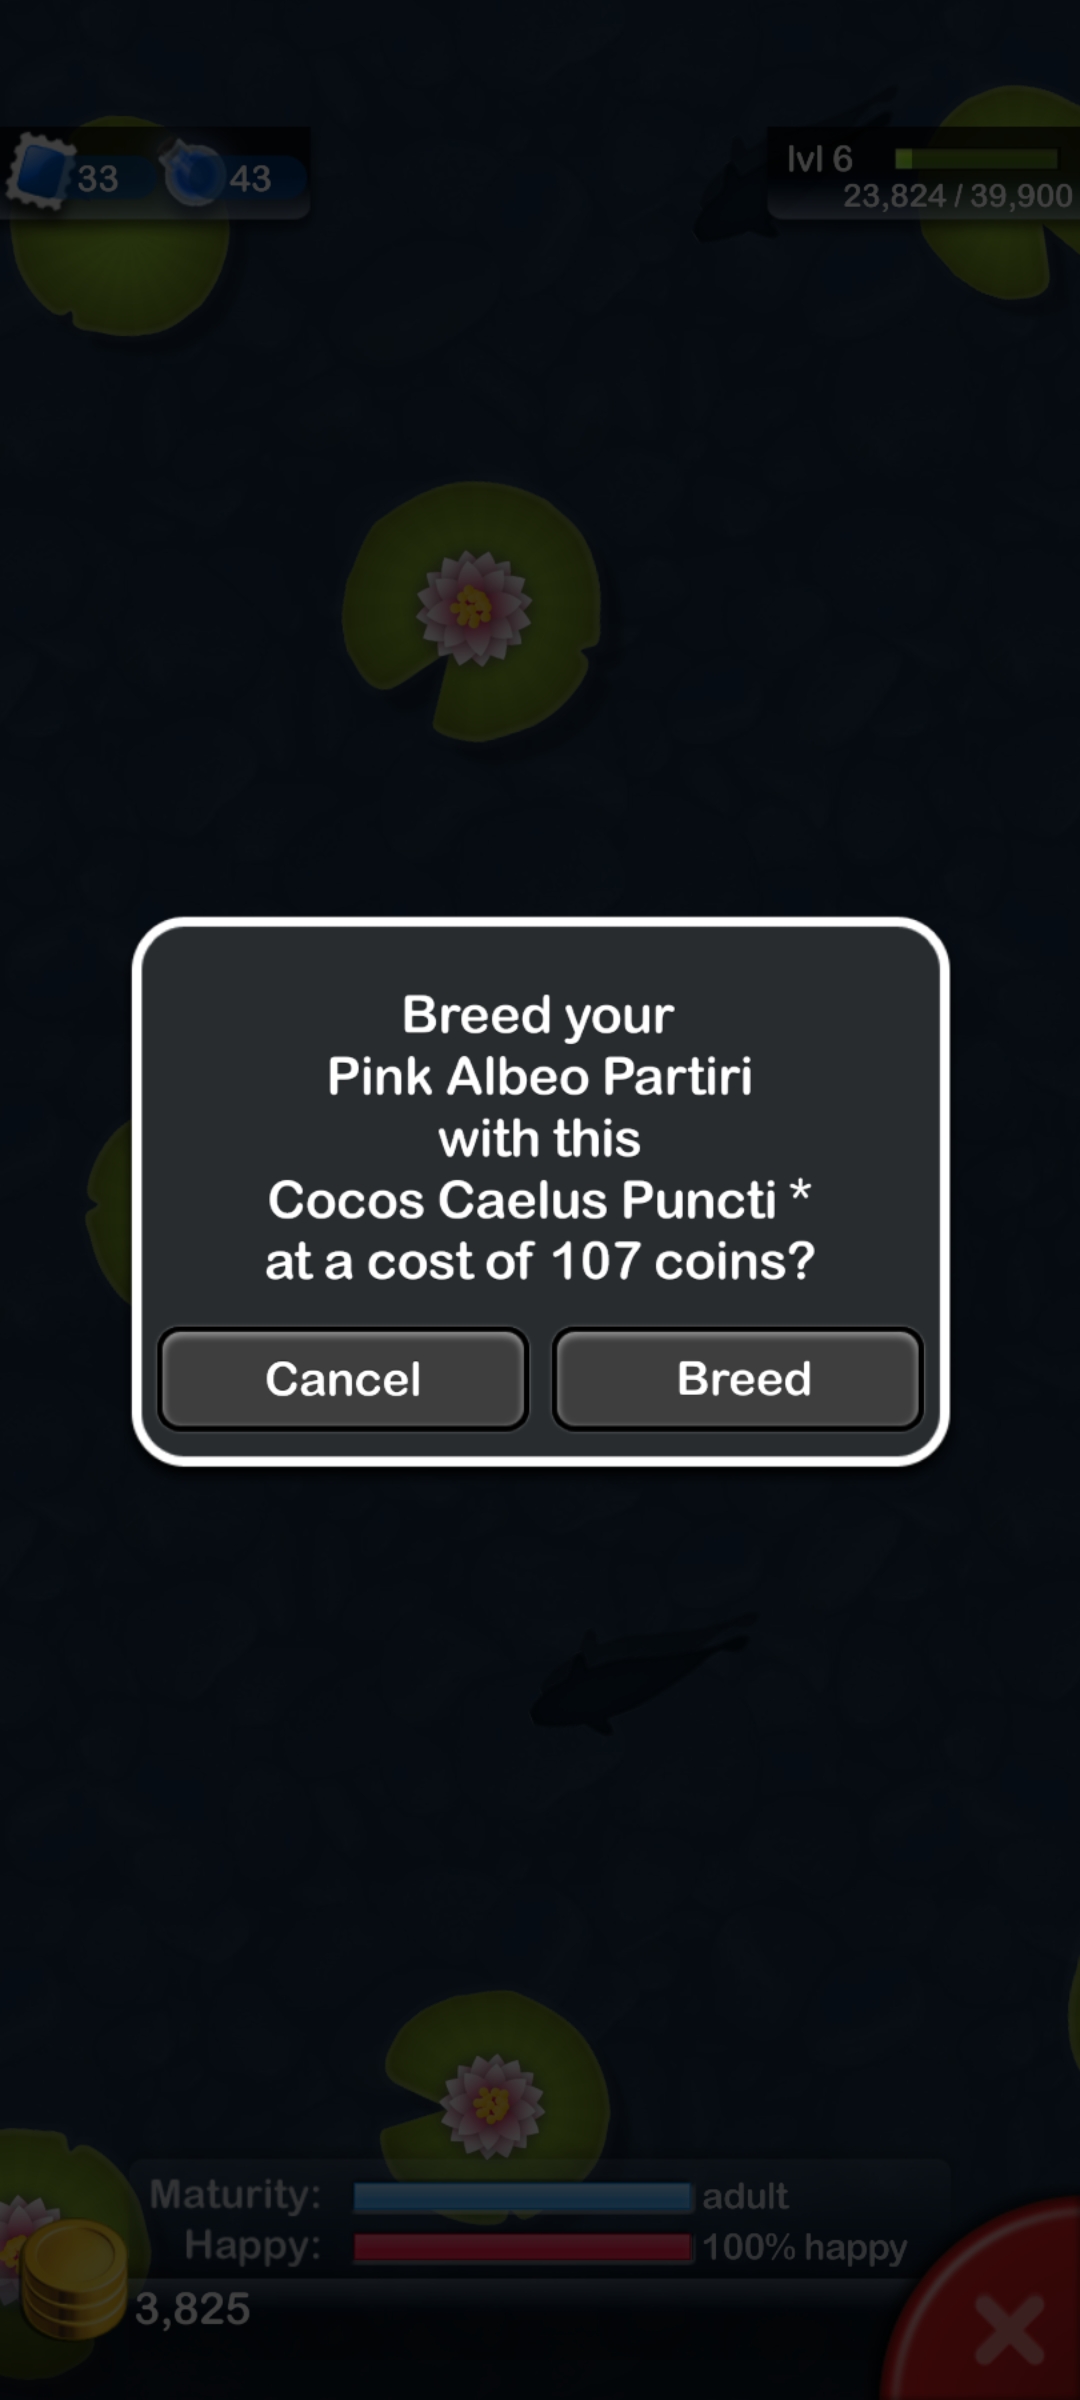 33
43
lvl 6
23,824 / 39,900
Breed your
Pink Albeo Partiri
with this
Cocos Caelus Puncti *
at a cost of 107 coins?
Cancel
Breed
Maturity: adult
Happy: 100% happy
3,825